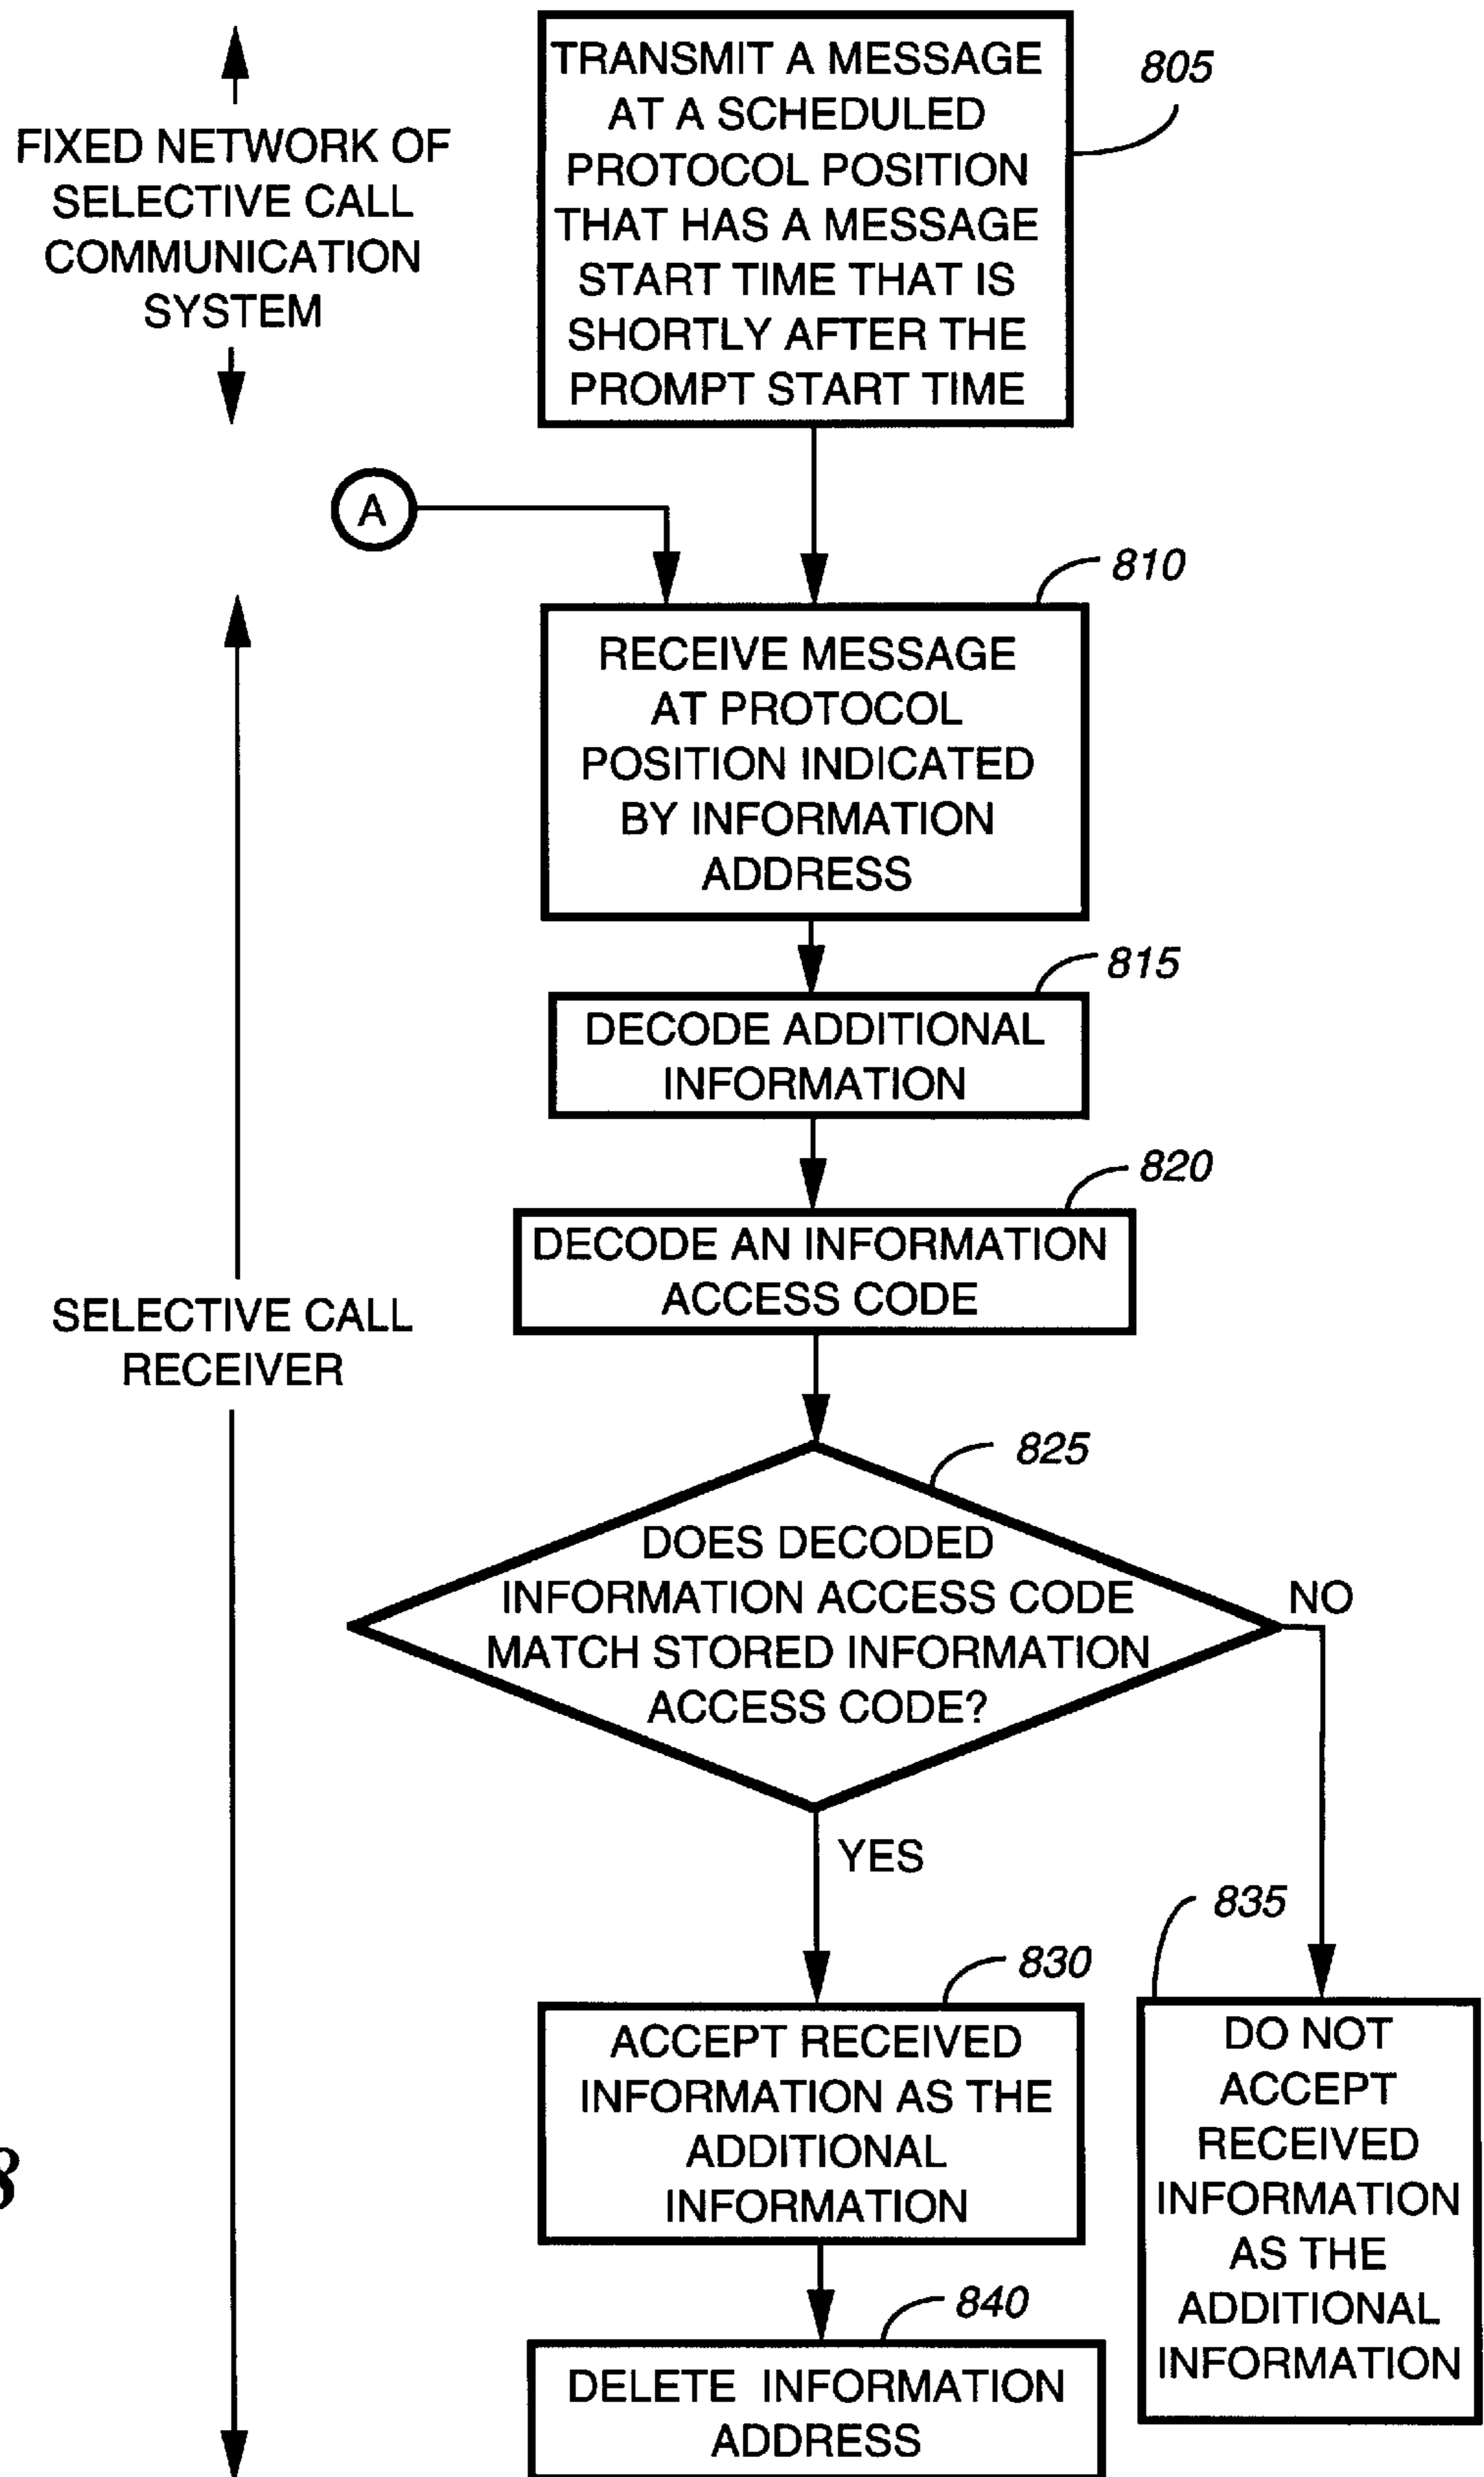 TRANSMIT A MESSAGE
AT A SCHEDULED
PROTOCOL POSITION
THAT HAS A MESSAGE
START TIME THAT IS
SHORTLY AFTER THE
PROMPT START TIME
805
FIXED NETWORK OF
SELECTIVE CALL
COMMUNICATION
SYSTEM
A
810
RECEIVE MESSAGE
AT PROTOCOL
POSITION INDICATED
BY INFORMATION
ADDRESS
815
DECODE ADDITIONAL
INFORMATION
820
DECODE AN INFORMATION
ACCESS CODE
SELECTIVE CALL
RECEIVER
825
DOES DECODED
INFORMATION ACCESS CODE
MATCH STORED INFORMATION
ACCESS CODE?
NO
YES
830
ACCEPT RECEIVED
INFORMATION AS THE
ADDITIONAL
INFORMATION
835
DO NOT
ACCEPT
RECEIVED
INFORMATION
AS THE
ADDITIONAL
INFORMATION
8
840
DELETE INFORMATION
ADDRESS